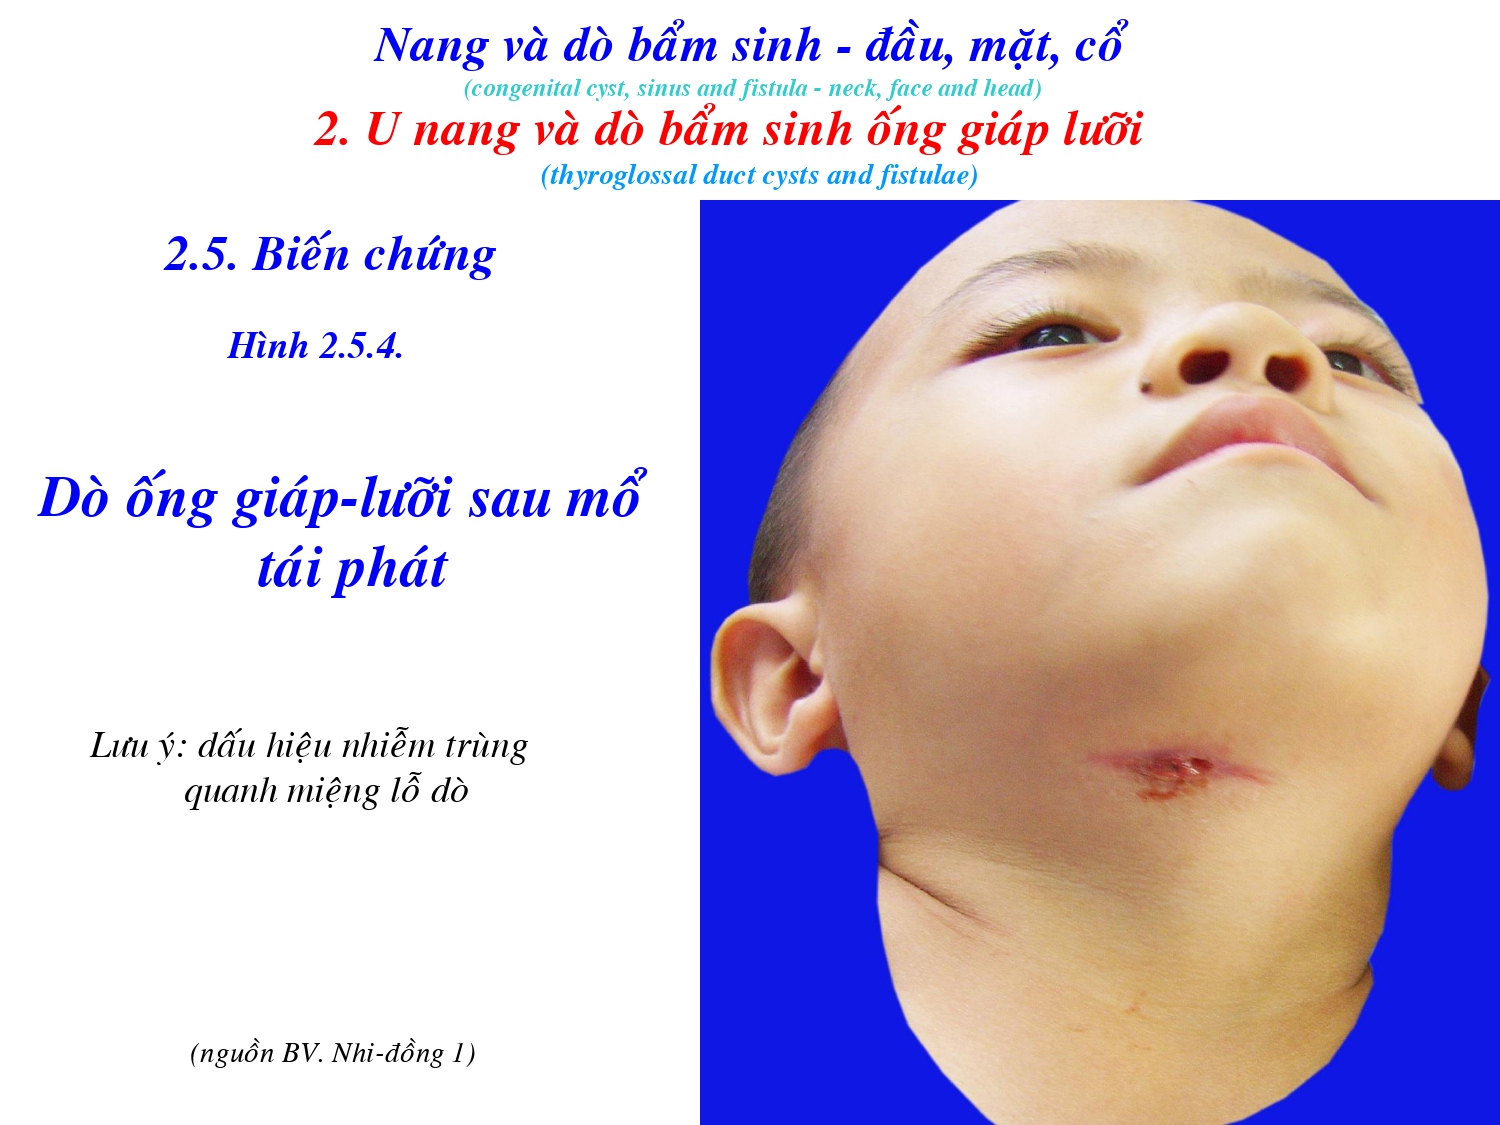 Nang và dò bẩm sinh - đầu, mặt, cổ
(congenital cyst, sinus and fistula - neck, face and head)
2. U nang và dò bẩm sinh ống giáp lưỡi
(thyroglossal duct cysts and fistulae)
2.5. Biến chứng
Hình 2.5.4.
Dò ống giáp-lưỡi sau mổ
tái phát
Lưu ý: dấu hiệu nhiễm trùng
quanh miệng lỗ dò
(nguồn BV. Nhi-đồng 1)